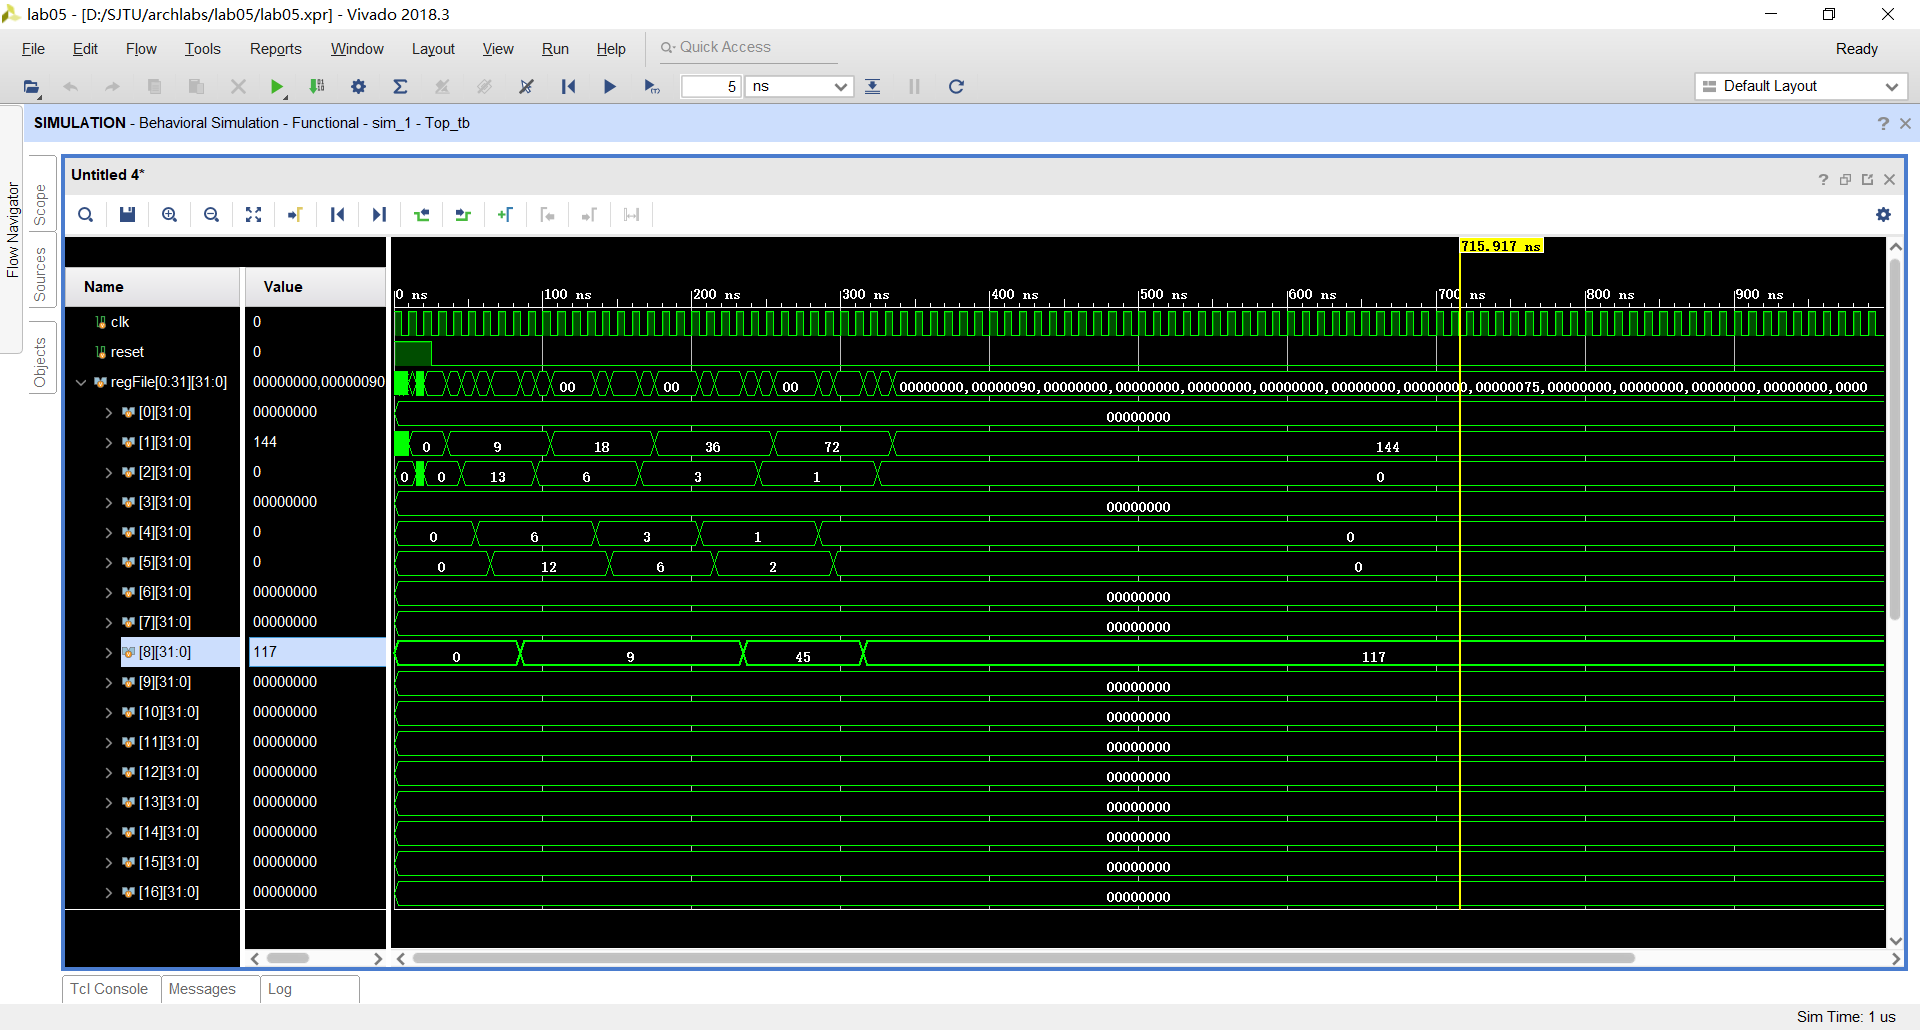 lab05 - [D:/SJTU/archlabs/lab05/lab05.xpr] - Vivado 2018.3
File Edit Flow Tools Reports Window Layout View Run Help Quick Access Ready
5 ns Default Layout
SIMULATION - Behavioral Simulation - Functional - sim_1 - Top_tb ?
Flow Navigator
Scope
Sources
Objects
Untitled 4* ?
715.917 ns
Name Value 0 ns 100 ns 200 ns 300 ns 400 ns 500 ns 600 ns 700 ns 800 ns 900 ns
clk 0
reset 0
regFile[0:31][31:0] 00000000,00000090 00 00 00 00000000,00000090,00000000,00000000,00000000,00000000,00000000,00000000,00000075,00000000,00000000,00000000,00000000,0000
[0][31:0] 00000000 00000000
[1][31:0] 144 0 9 18 36 72 144
[2][31:0] 0 0 0 13 6 3 1 0
[3][31:0] 00000000 00000000
[4][31:0] 0 0 6 3 1 0
[5][31:0] 0 0 12 6 2 0
[6][31:0] 00000000 00000000
[7][31:0] 00000000 00000000
[8][31:0] 117 0 9 45 117
[9][31:0] 00000000 00000000
[10][31:0] 00000000 00000000
[11][31:0] 00000000 00000000
[12][31:0] 00000000 00000000
[13][31:0] 00000000 00000000
[14][31:0] 00000000 00000000
[15][31:0] 00000000 00000000
[16][31:0] 00000000 00000000
Tcl Console Messages Log
Sim Time: 1 us